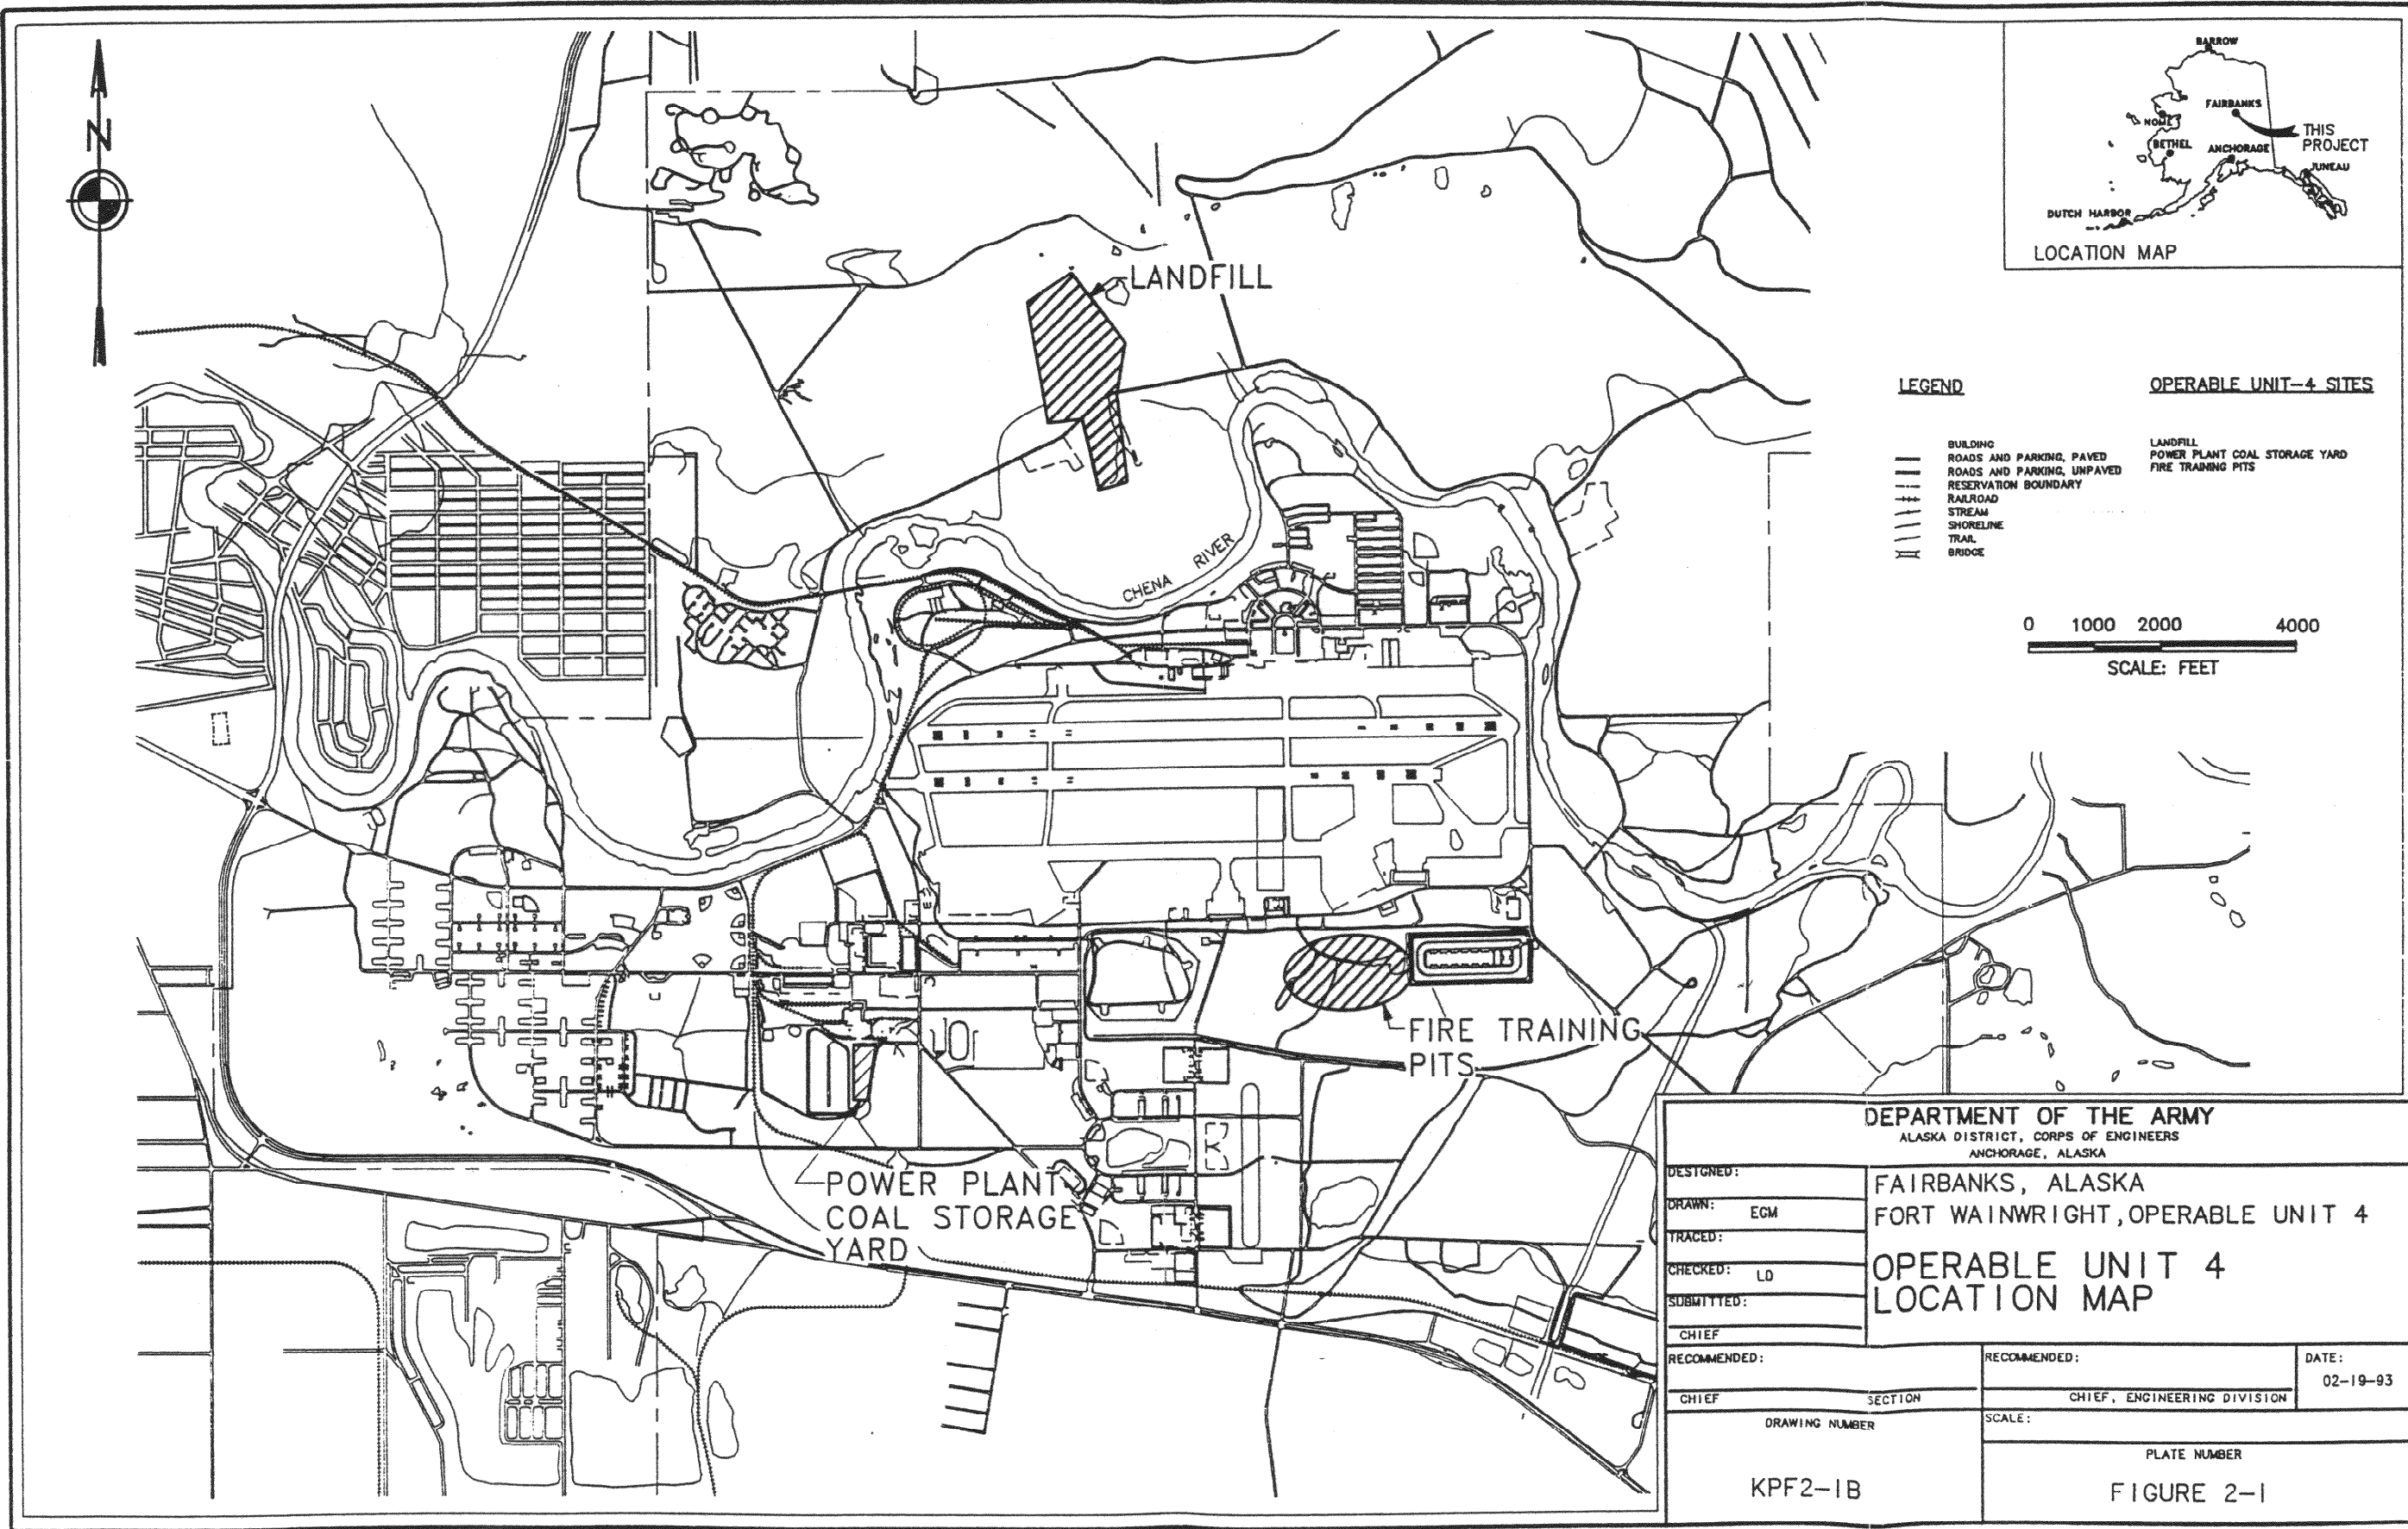 N
BARROW
FAIRBANKS
NOME
THIS
PROJECT
BETHEL
ANCHORAGE
JUNEAU
DUTCH HARBOR
LOCATION MAP
LANDFILL
LEGEND
OPERABLE UNIT-4 SITES
BUILDING
ROADS AND PARKING, PAVED
ROADS AND PARKING, UNPAVED
RESERVATION BOUNDARY
RAILROAD
STREAM
SHORELINE
TRAIL
BRIDGE
LANDFILL
POWER PLANT COAL STORAGE YARD
FIRE TRAINING PITS
CHENA RIVER
0 1000 2000 4000
SCALE: FEET
FIRE TRAINING
PITS
POWER PLANT
COAL STORAGE
YARD
DEPARTMENT OF THE ARMY
ALASKA DISTRICT, CORPS OF ENGINEERS
ANCHORAGE, ALASKA
DESIGNED:
DRAWN: EGM
TRACED:
CHECKED: LD
SUBMITTED:
CHIEF
FAIRBANKS, ALASKA
FORT WAINWRIGHT, OPERABLE UNIT 4
OPERABLE UNIT 4
LOCATION MAP
RECOMMENDED:
CHIEF SECTION
RECOMMENDED:
CHIEF, ENGINEERING DIVISION
DATE:
02-19-93
DRAWING NUMBER
KPF2-1B
SCALE:
PLATE NUMBER
FIGURE 2-1